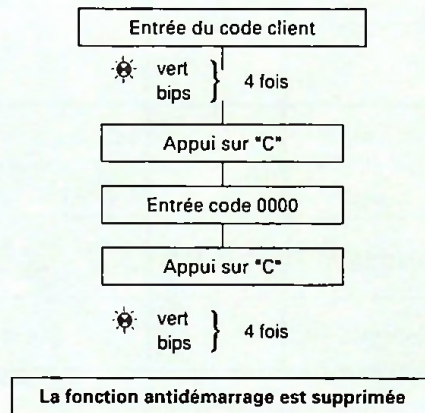 Entrée du code client
vert
bips } 4 fois
Appui sur "C"
Entrée code 0000
Appui sur "C"
vert
bips } 4 fois
La fonction antidémarrage est supprimée